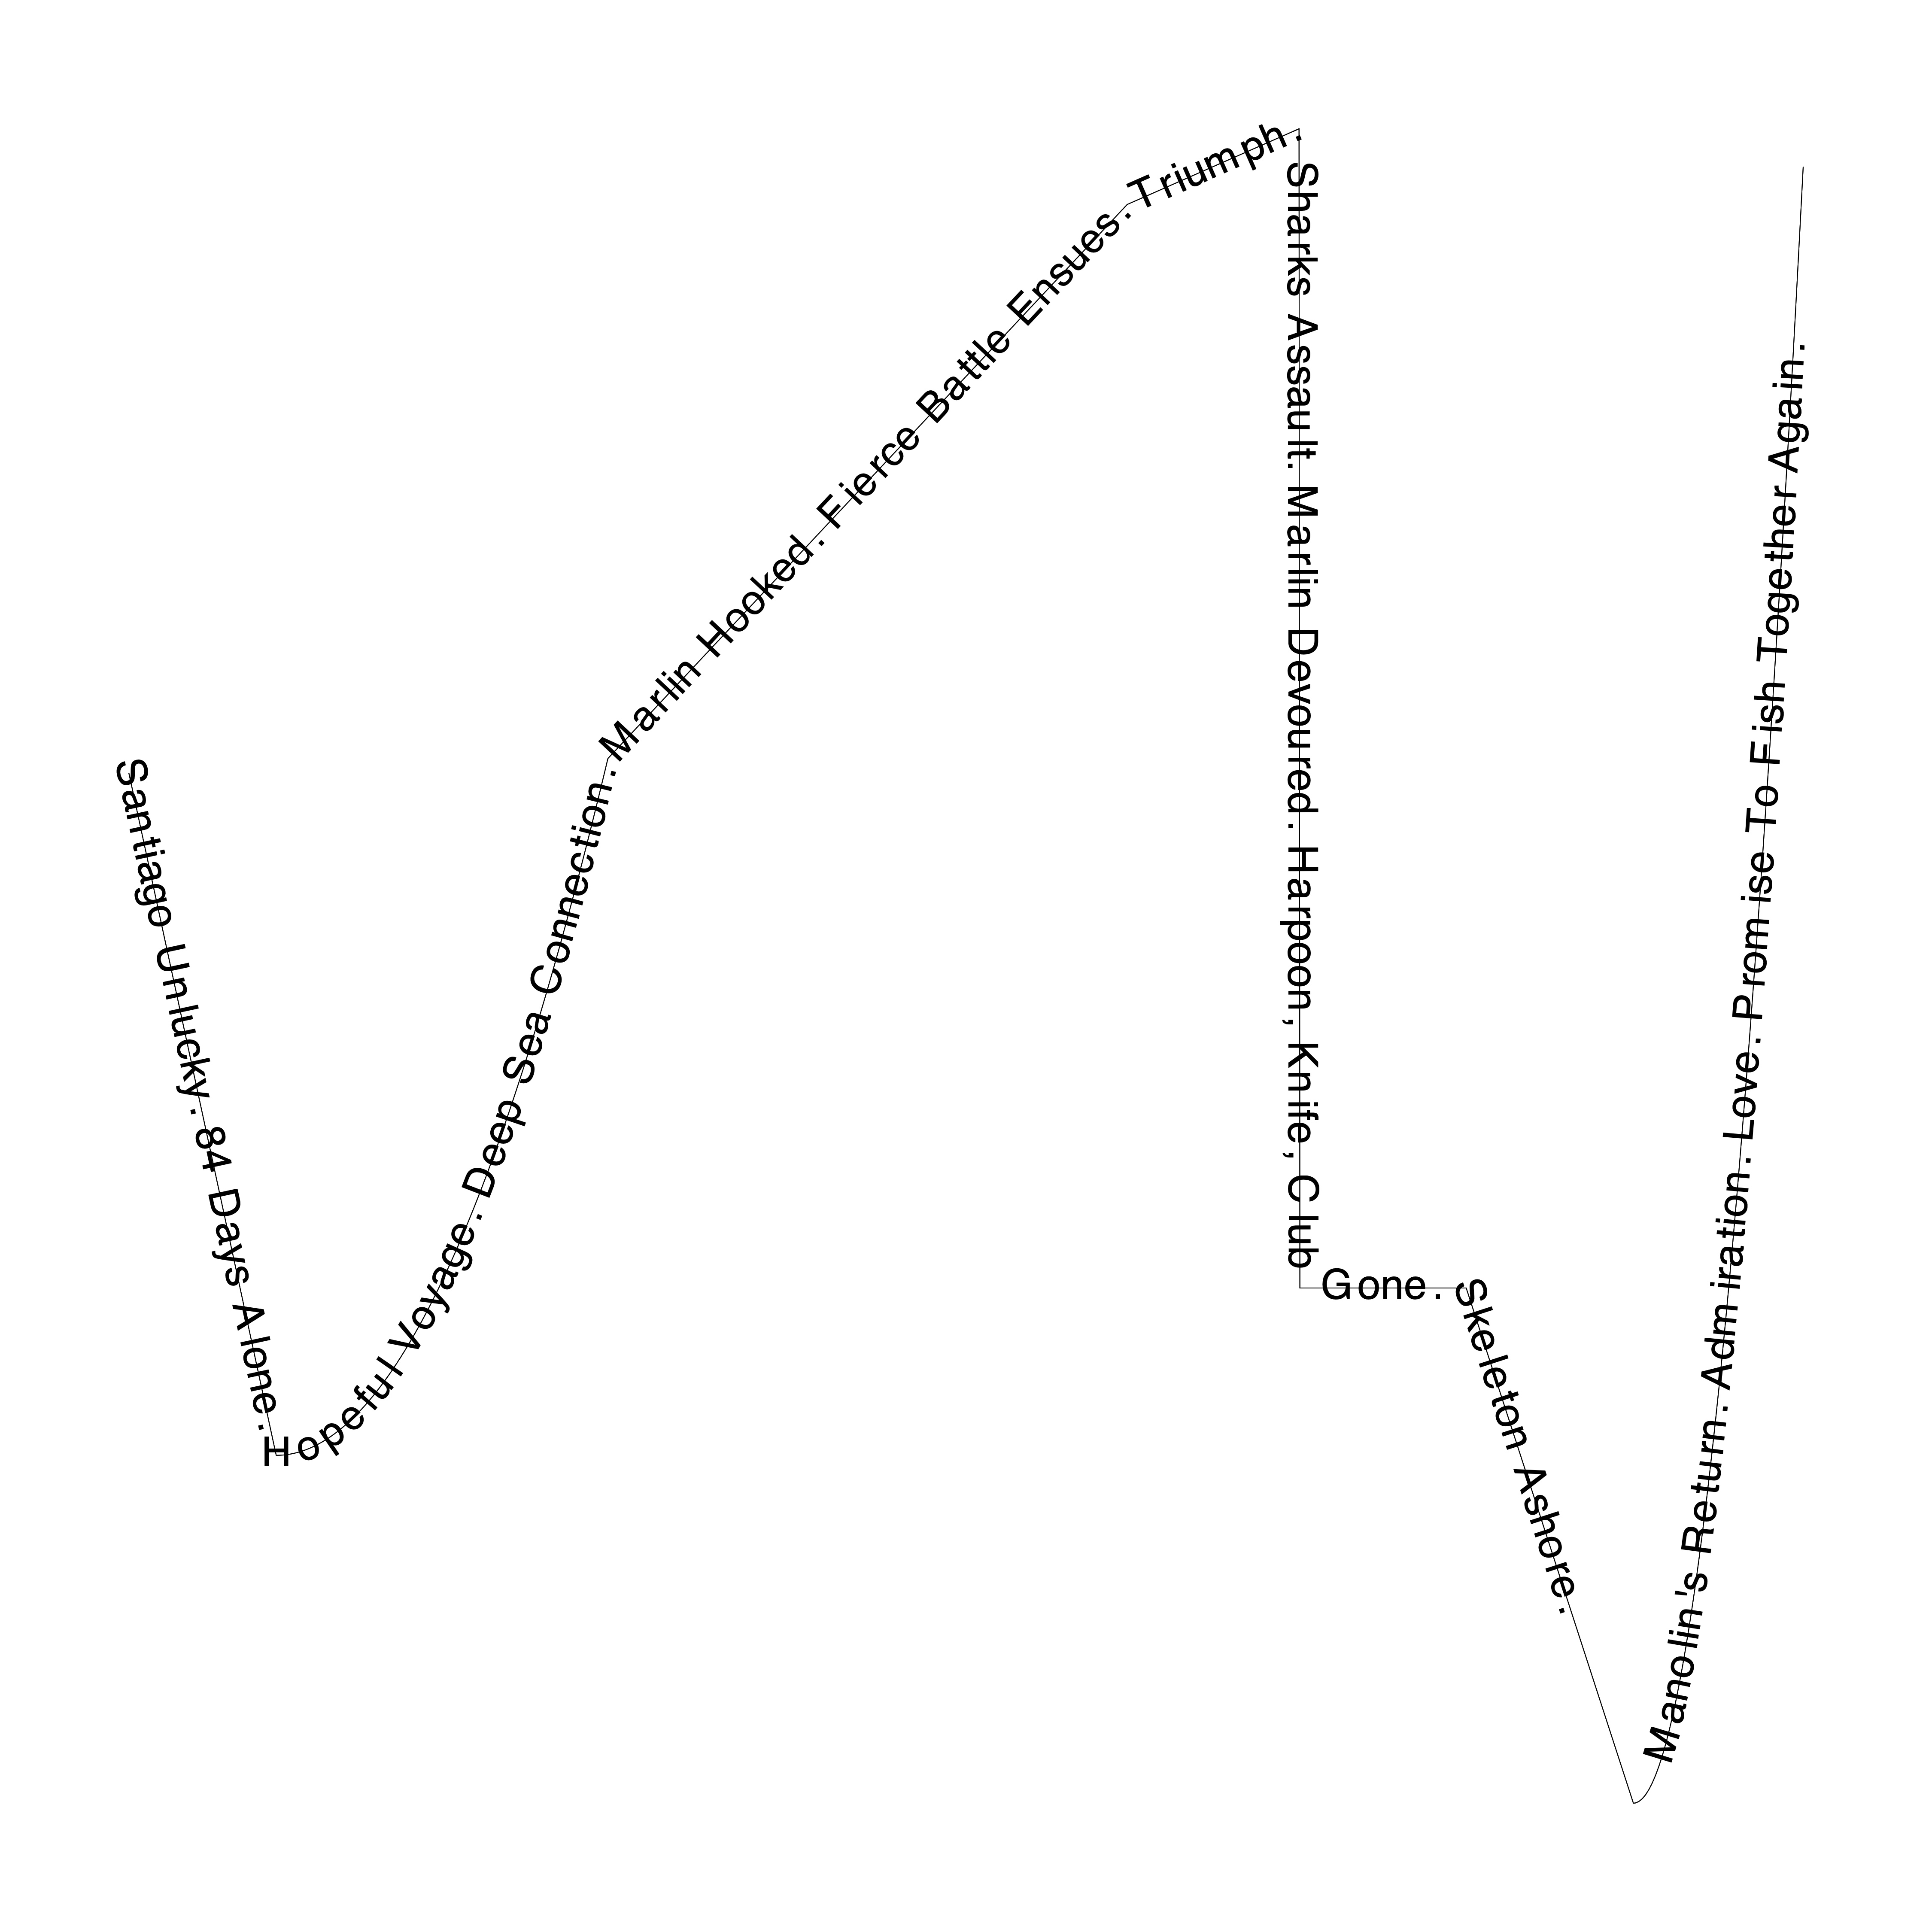 Santiago Unlucky. 84 Days Alone.
Hopeful Voyage. Deep Sea Connection.
Marlin Hooked. Fierce Battle Ensues.
Triumph.
Sharks Assault. Marlin Devoured. Harpoon, Knife, Club
Gone.
Skeleton Ashore.
Manolin's Return. Admiration. Love. Promise To Fish Together Again.